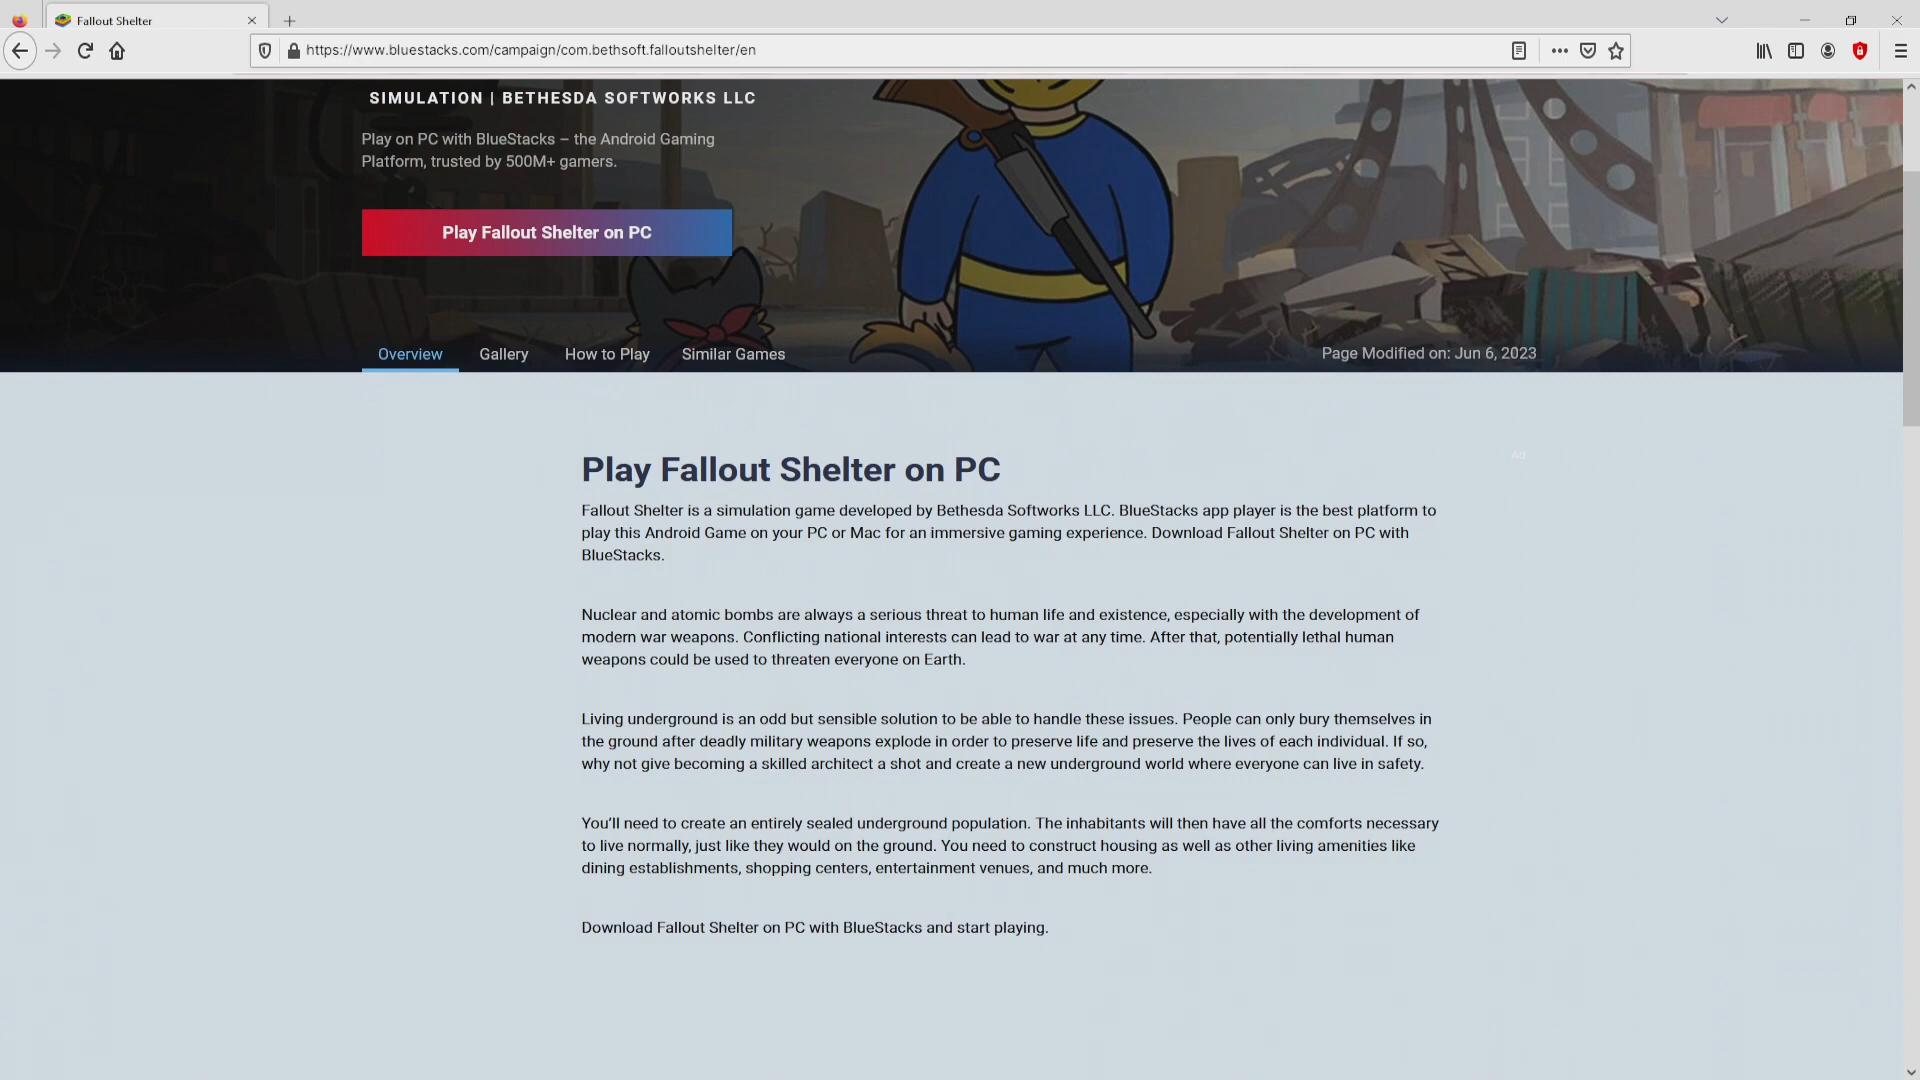 Fallout Shelter
https://www.bluestacks.com/campaign/com.bethsoft.falloutshelter/en
SIMULATION | BETHESDA SOFTWORKS LLC
Play on PC with BlueStacks – the Android Gaming
Platform, trusted by 500M+ gamers.
Play Fallout Shelter on PC
Overview Gallery How to Play Similar Games Page Modified on: Jun 6, 2023
Ad
Play Fallout Shelter on PC
Fallout Shelter is a simulation game developed by Bethesda Softworks LLC. BlueStacks app player is the best platform to
play this Android Game on your PC or Mac for an immersive gaming experience. Download Fallout Shelter on PC with
BlueStacks.
Nuclear and atomic bombs are always a serious threat to human life and existence, especially with the development of
modern war weapons. Conflicting national interests can lead to war at any time. After that, potentially lethal human
weapons could be used to threaten everyone on Earth.
Living underground is an odd but sensible solution to be able to handle these issues. People can only bury themselves in
the ground after deadly military weapons explode in order to preserve life and preserve the lives of each individual. If so,
why not give becoming a skilled architect a shot and create a new underground world where everyone can live in safety.
You’ll need to create an entirely sealed underground population. The inhabitants will then have all the comforts necessary
to live normally, just like they would on the ground. You need to construct housing as well as other living amenities like
dining establishments, shopping centers, entertainment venues, and much more.
Download Fallout Shelter on PC with BlueStacks and start playing.